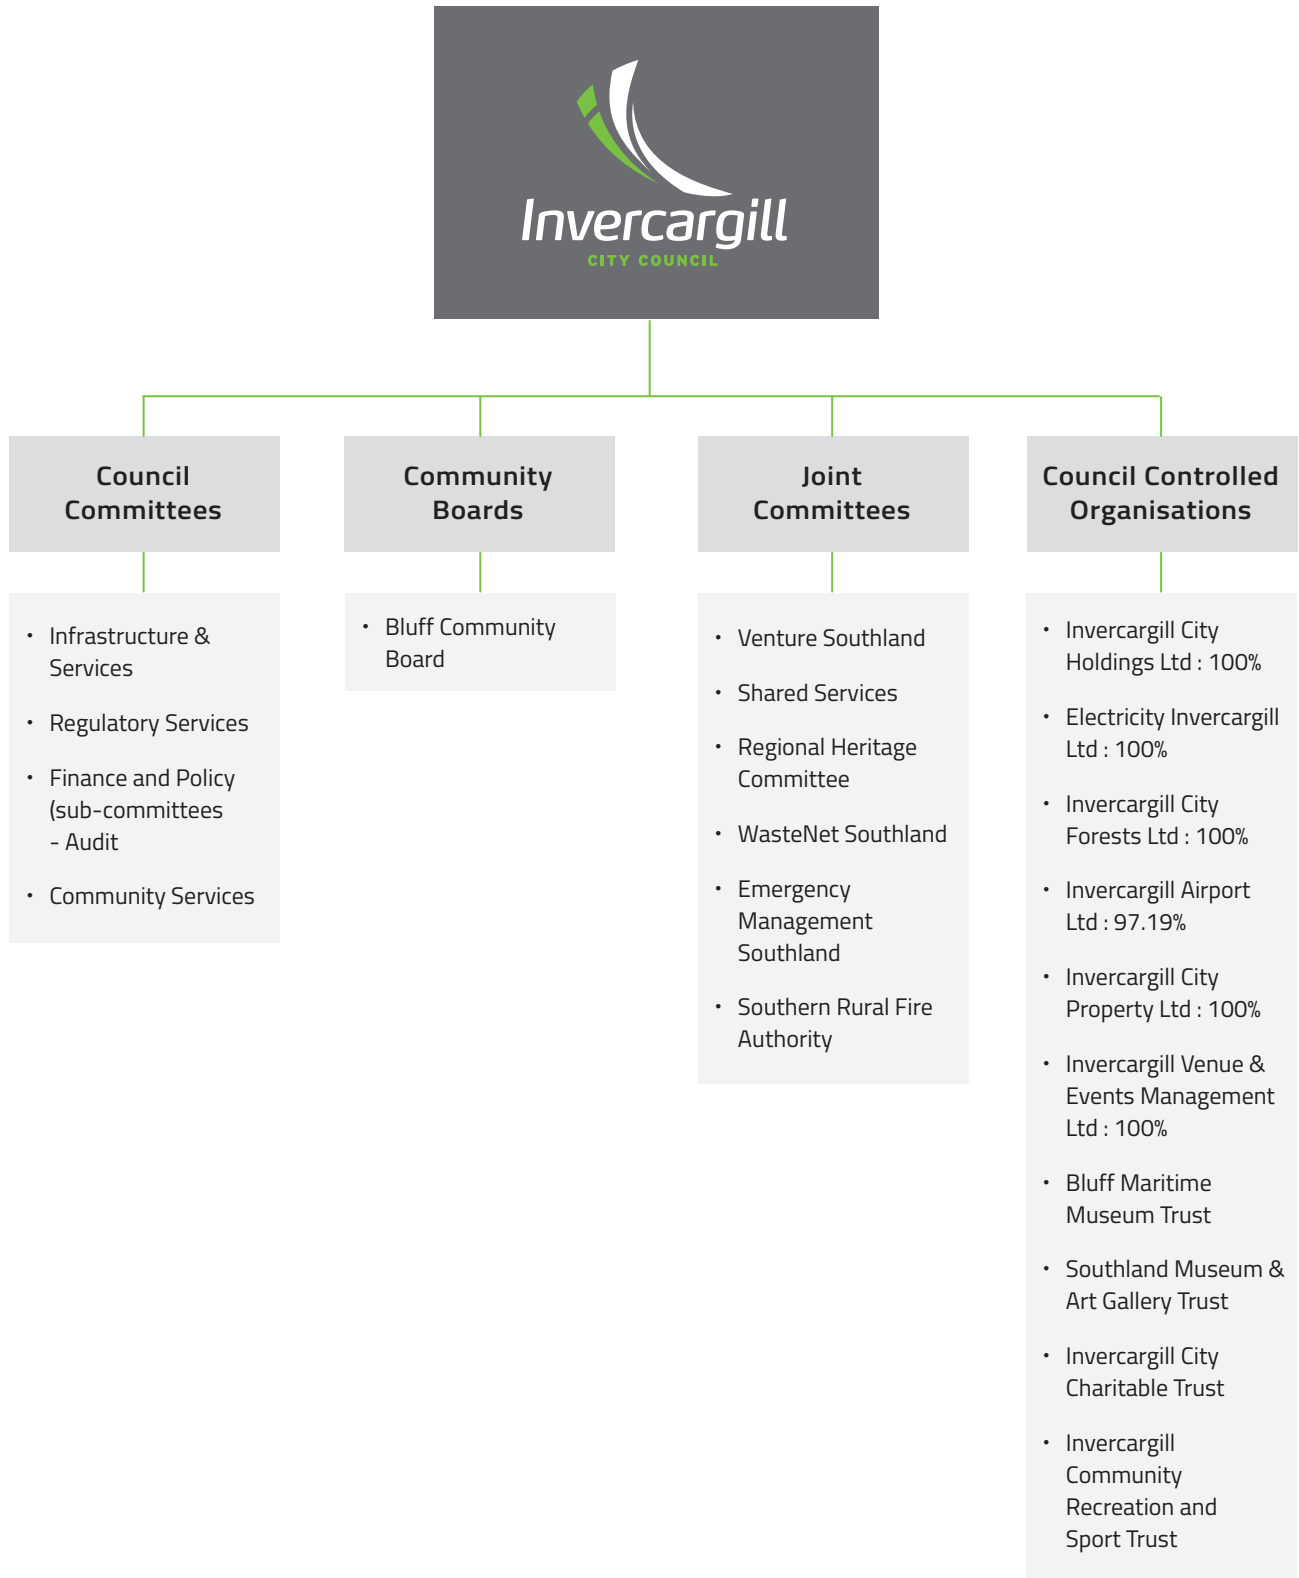 Invercargill
CITY COUNCIL
Council
Committees
• Infrastructure &
Services
• Regulatory Services
• Finance and Policy
(sub-committees
- Audit
• Community Services
Community
Boards
• Bluff Community
Board
Joint
Committees
• Venture Southland
• Shared Services
• Regional Heritage
Committee
• WasteNet Southland
• Emergency
Management
Southland
• Southern Rural Fire
Authority
Council Controlled
Organisations
• Invercargill City
Holdings Ltd : 100%
• Electricity Invercargill
Ltd : 100%
• Invercargill City
Forests Ltd : 100%
• Invercargill Airport
Ltd : 97.19%
• Invercargill City
Property Ltd : 100%
• Invercargill Venue &
Events Management
Ltd : 100%
• Bluff Maritime
Museum Trust
• Southland Museum &
Art Gallery Trust
• Invercargill City
Charitable Trust
• Invercargill
Community
Recreation and
Sport Trust